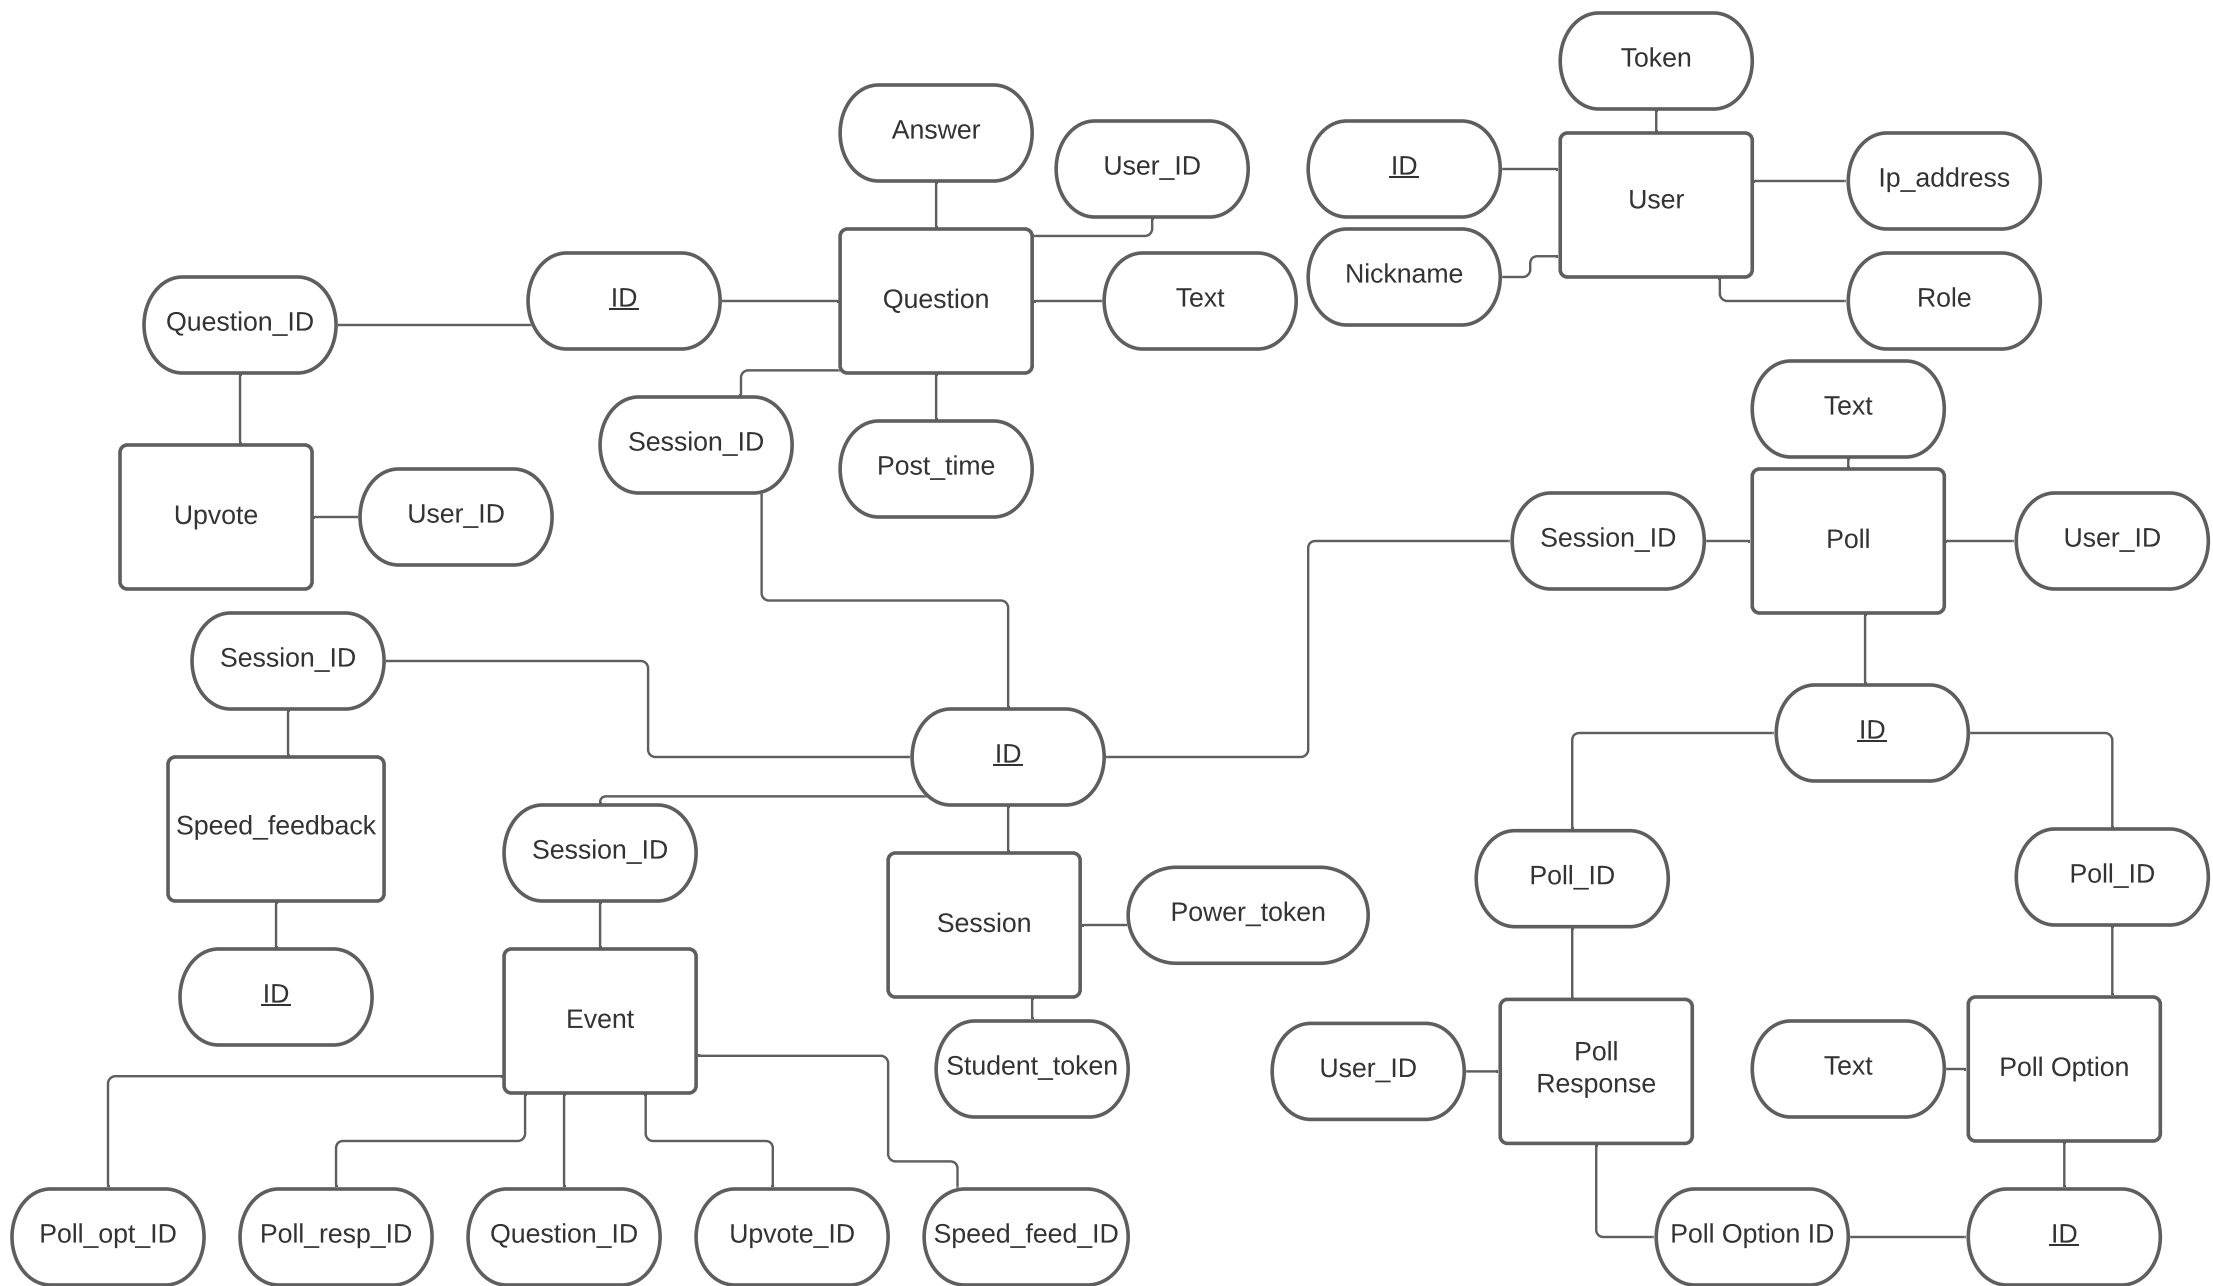 Token
Answer
User_ID
ID
Ip_address
User
Nickname
Question_ID
ID
Question
Text
Role
Text
Session_ID
Post_time
Upvote
User_ID
Session_ID
Poll
User_ID
Session_ID
ID
ID
Speed_feedback
Session_ID
Poll_ID
Poll_ID
Session
Power_token
ID
Event
Student_token
User_ID
Poll
Response
Text
Poll Option
Poll_opt_ID
Poll_resp_ID
Question_ID
Upvote_ID
Speed_feed_ID
Poll Option ID
ID